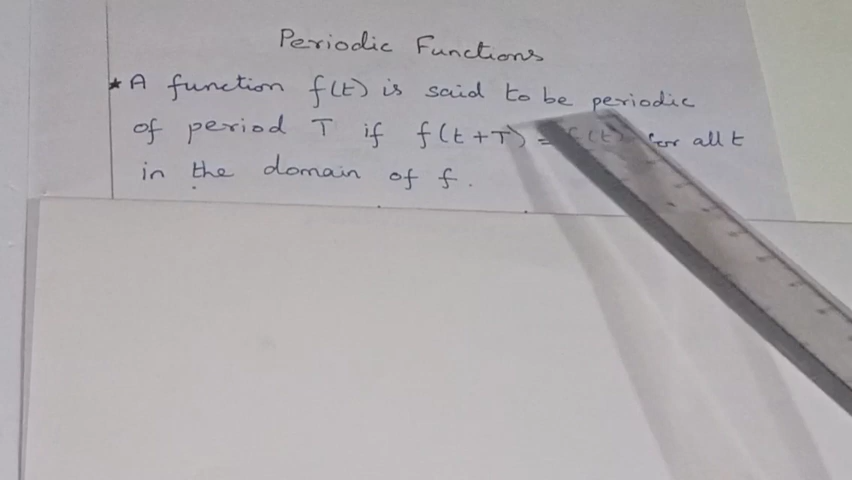 Periodic Functions
* A function f(t) is said to be periodic
of period T if f(t+T) = f(t) for all t
in the domain of f.